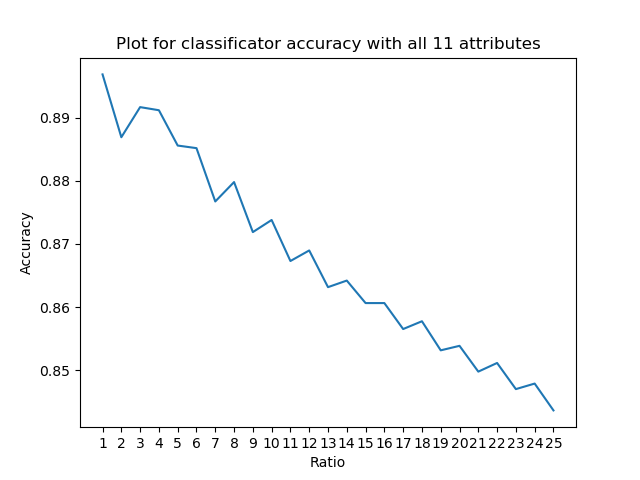 Plot for classificator accuracy with all 11 attributes
0.89
0.88
0.87
0.86
0.85
Accuracy
1 2 3 4 5 6 7 8 9 10 11 12 13 14 15 16 17 18 19 20 21 22 23 24 25
Ratio